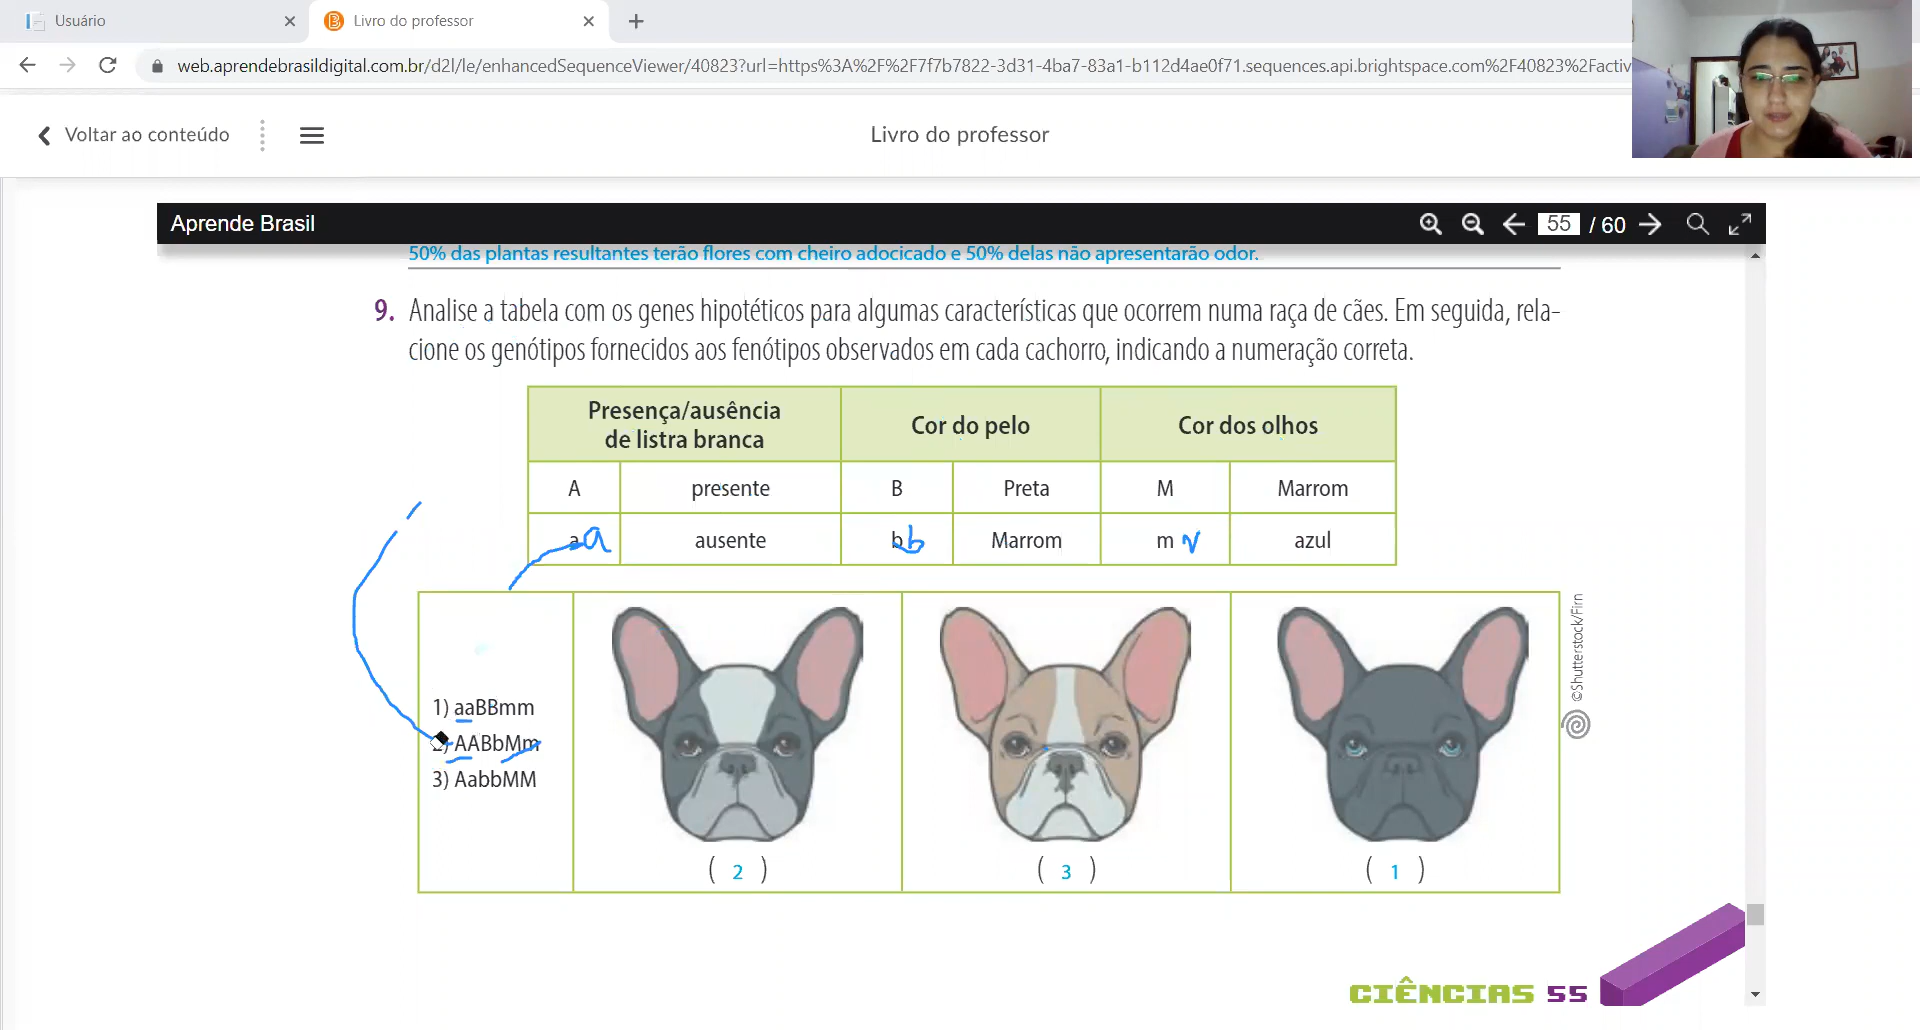 Usuário
Livro do professor
web.aprendebrasildigital.com.br/d2l/le/enhancedSequenceViewer/40823?url=https%3A%2F%2F7f7b7822-3d31-4ba7-83a1-b112d4ae0f71.sequences.api.brightspace.com%2F40823%2Factiv
Voltar ao conteúdo
Livro do professor
Aprende Brasil
55 / 60
50% das plantas resultantes terão flores com cheiro adocicado e 50% delas não apresentarão odor.
9. Analise a tabela com os genes hipotéticos para algumas características que ocorrem numa raça de cães. Em seguida, rela-
cione os genótipos fornecidos aos fenótipos observados em cada cachorro, indicando a numeração correta.
Presença/ausência
de listra branca
Cor do pelo
Cor dos olhos
A presente B Preta M Marrom
a a ausente b b Marrom m azul
1) aaBBmm
2) AABbMm
3) AabbMM
( 2 ) ( 3 ) ( 1 )
©Shutterstock/Firn
CIÊNCIAS 55